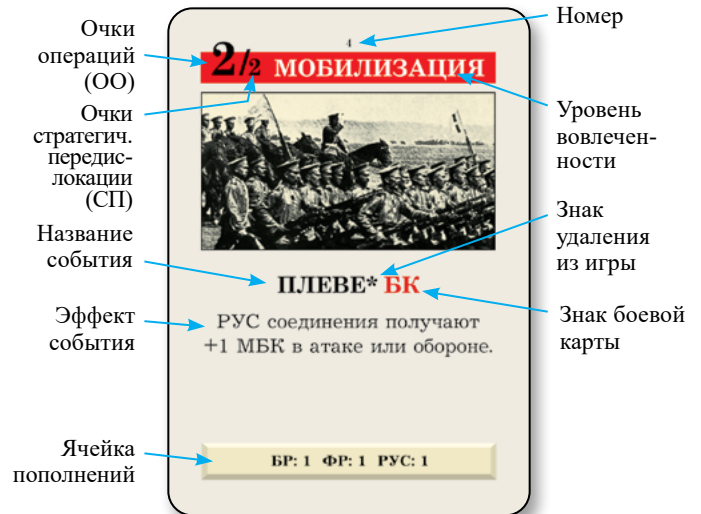 Очки
операций
(ОО)
Очки
стратегич.
передис-
локации
(СП)
Название
события
Эффект
события
Ячейка
пополнений
4
2/2 МОБИЛИЗАЦИЯ
ПЛЕВЕ* БК
РУС соединения получают
+1 МБК в атаке или обороне.
БР: 1 ФР: 1 РУС: 1
Номер
Уровень
вовлечен-
ности
Знак
удаления
из игры
Знак боевой
карты